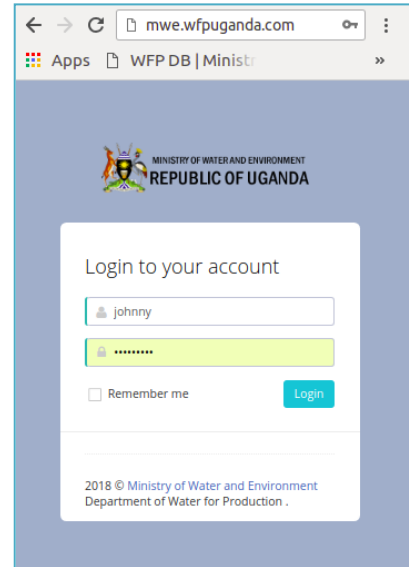 mwe.wfpuganda.com
Apps WFP DB | Ministr
MINISTRY OF WATER AND ENVIRONMENT
REPUBLIC OF UGANDA
Login to your account
johnny
•••••••••
Remember me Login
2018 © Ministry of Water and Environment
Department of Water for Production .